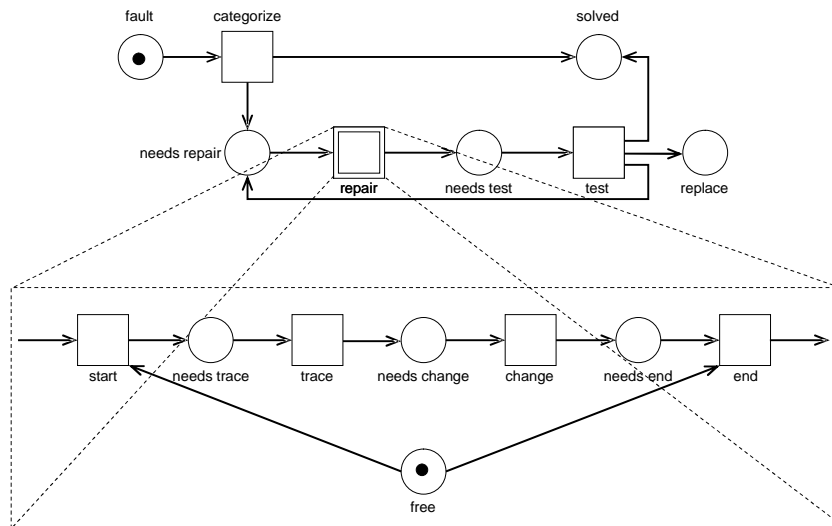 fault
categorize
solved
needs repair
repair
needs test
test
replace
start
needs trace
trace
needs change
change
needs end
end
free